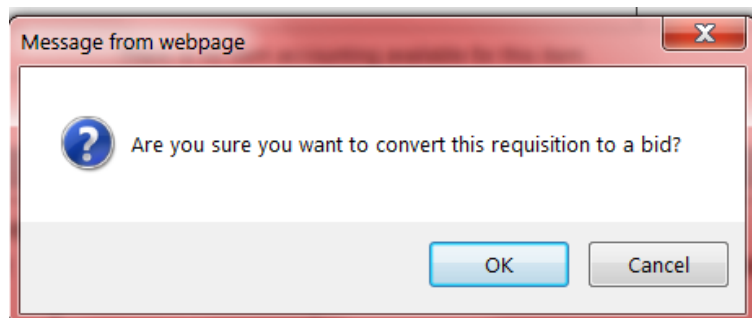 Message from webpage
Are you sure you want to convert this requisition to a bid?
OK
Cancel